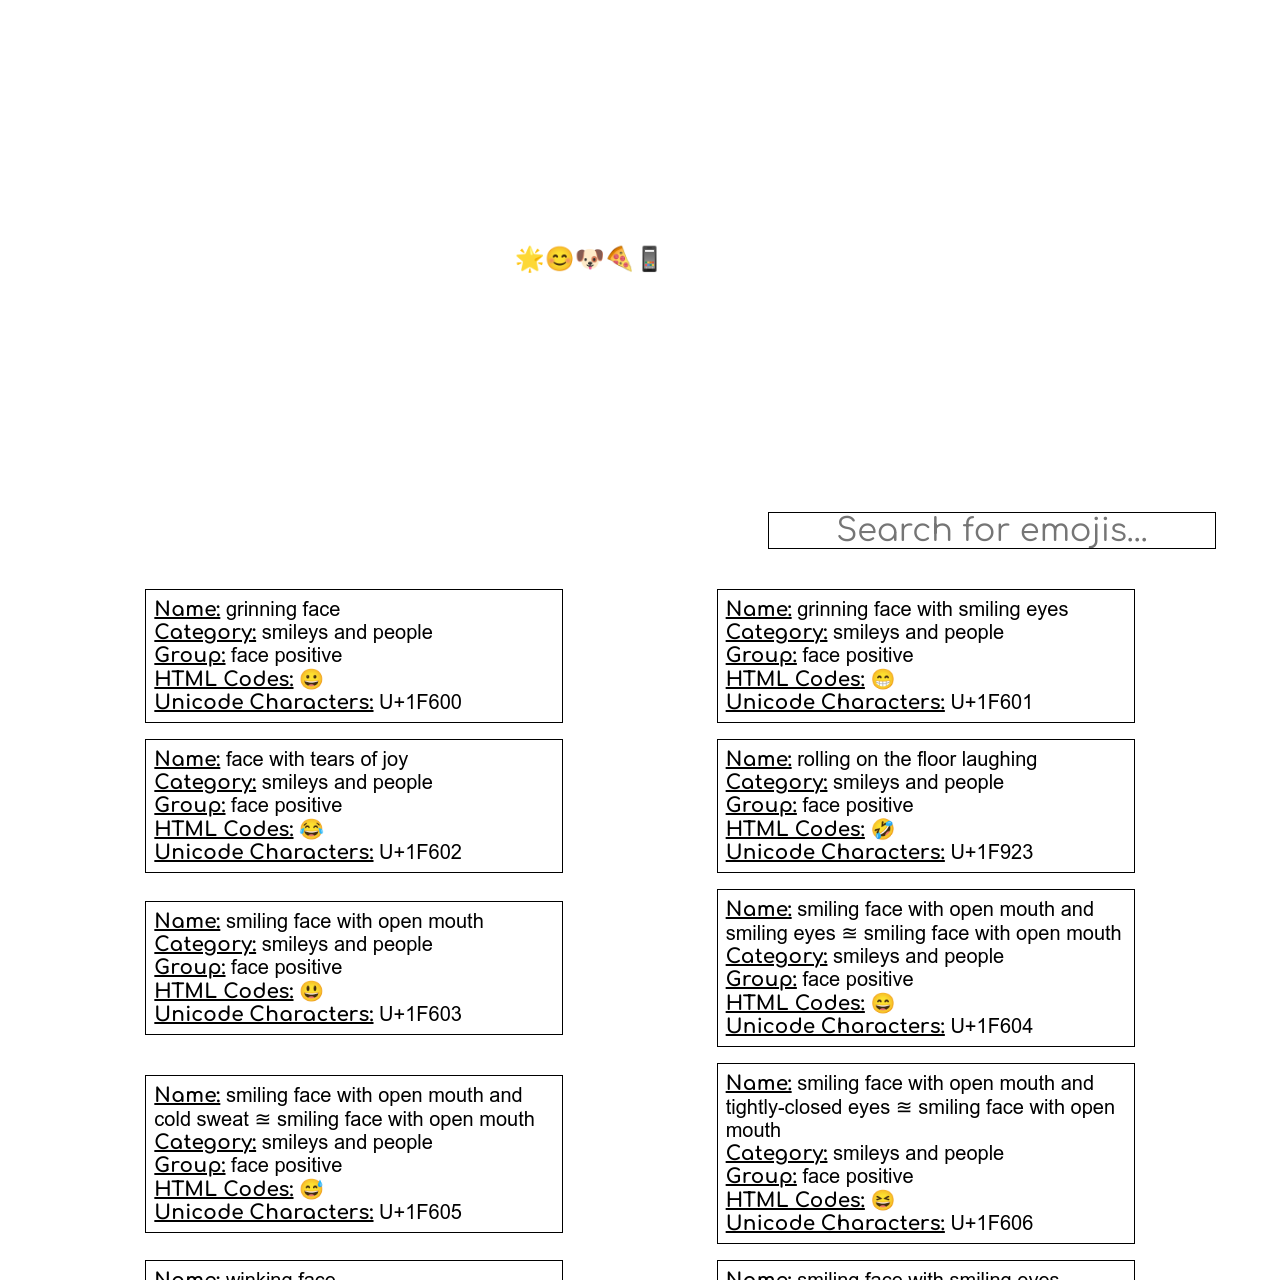 🌟😊🐶🍕📱
Search for emojis...
Name: grinning face
Category: smileys and people
Group: face positive
HTML Codes: 😀
Unicode Characters: U+1F600
Name: grinning face with smiling eyes
Category: smileys and people
Group: face positive
HTML Codes: 😁
Unicode Characters: U+1F601
Name: face with tears of joy
Category: smileys and people
Group: face positive
HTML Codes: 😂
Unicode Characters: U+1F602
Name: rolling on the floor laughing
Category: smileys and people
Group: face positive
HTML Codes: 🤣
Unicode Characters: U+1F923
Name: smiling face with open mouth
Category: smileys and people
Group: face positive
HTML Codes: 😃
Unicode Characters: U+1F603
Name: smiling face with open mouth and
smiling eyes ≊ smiling face with open mouth
Category: smileys and people
Group: face positive
HTML Codes: 😄
Unicode Characters: U+1F604
Name: smiling face with open mouth and
cold sweat ≊ smiling face with open mouth
Category: smileys and people
Group: face positive
HTML Codes: 😅
Unicode Characters: U+1F605
Name: smiling face with open mouth and
tightly-closed eyes ≊ smiling face with open
mouth
Category: smileys and people
Group: face positive
HTML Codes: 😆
Unicode Characters: U+1F606
Name: winking face
Name: smiling face with smiling eyes